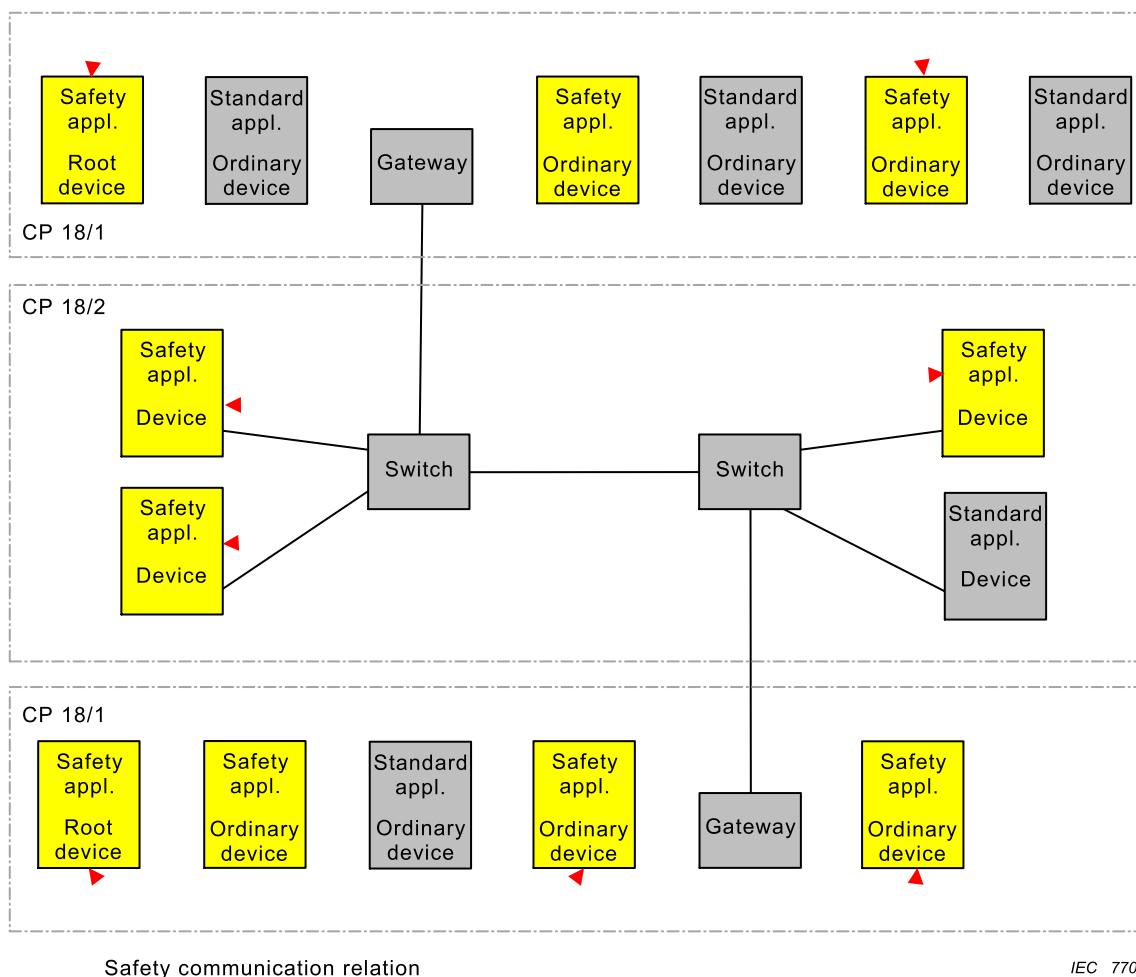 Safety
appl.
Root
device
Standard
appl.
Ordinary
device
Gateway
Safety
appl.
Ordinary
device
Standard
appl.
Ordinary
device
Safety
appl.
Ordinary
device
Standard
appl.
Ordinary
device
CP 18/1
CP 18/2
Safety
appl.
Device
Safety
appl.
Device
Switch
Switch
Safety
appl.
Device
Standard
appl.
Device
CP 18/1
Safety
appl.
Root
device
Safety
appl.
Ordinary
device
Standard
appl.
Ordinary
device
Safety
appl.
Ordinary
device
Gateway
Safety
appl.
Ordinary
device
Safety communication relation
IEC 770